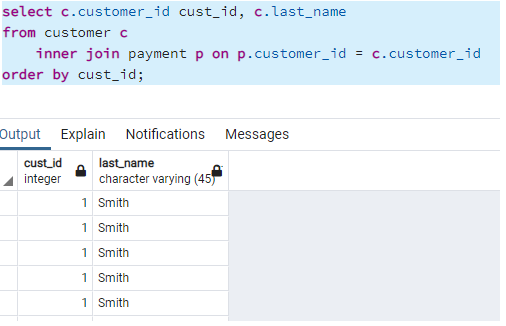 select c.customer_id cust_id, c.last_name
from customer c
inner join payment p on p.customer_id = c.customer_id
order by cust_id;
Output Explain Notifications Messages
cust_id last_name
integer character varying (45)
1 Smith
1 Smith
1 Smith
1 Smith
1 Smith